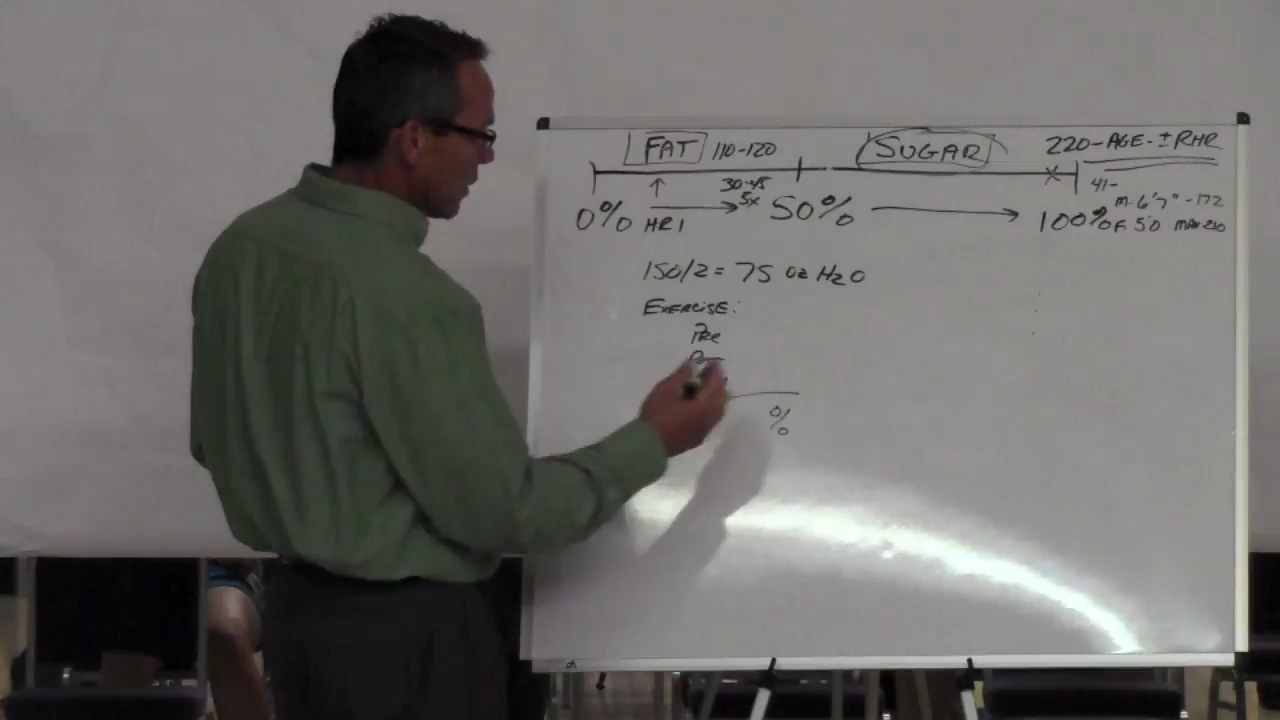 FAT 110-120 SUGAR 220-AGE-±RHR
30-45 41-
5x M-6'7"-172
0% HR1 50% 100% OF 50 MAX 210
150/2= 75 oz H2O
EXERCISE:
PRE
%